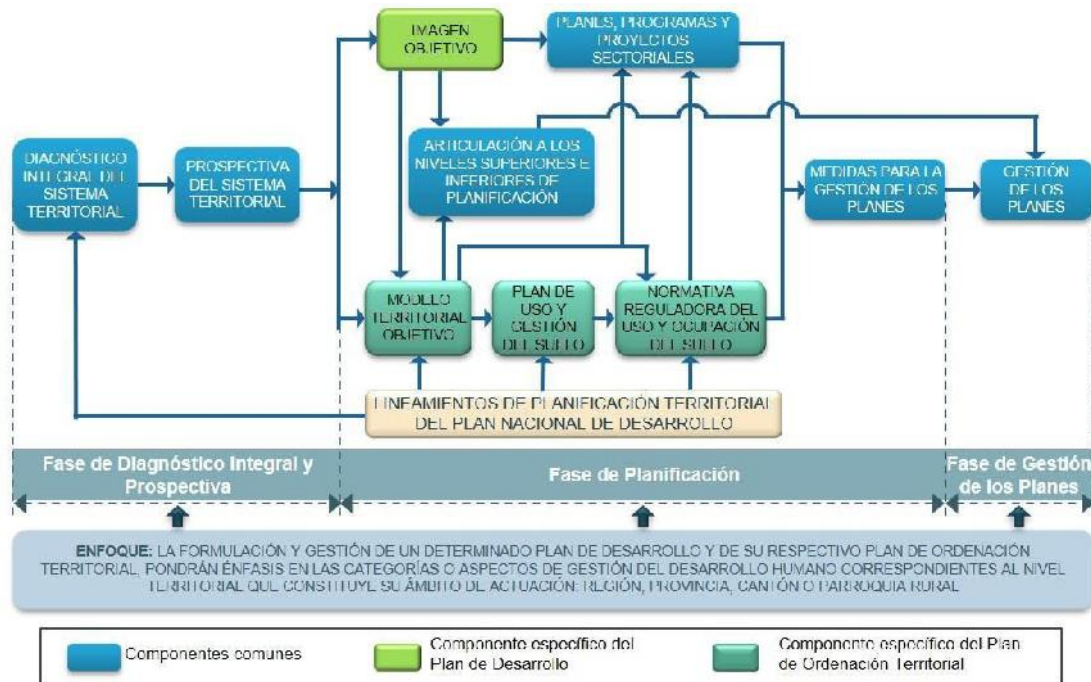 IMAGEN
OBJETIVO
PLANES, PROGRAMAS Y
PROYECTOS
SECTORIALES
DIAGNÓSTICO
INTEGRAL DEL
SISTEMA
TERRITORIAL
PROSPECTIVA
DEL SISTEMA
TERRITORIAL
ARTICULACIÓN A LOS
NIVELES SUPERIORES E
INFERIORES DE
PLANIFICACIÓN
MEDIDAS PARA LA
GESTIÓN DE LOS
PLANES
GESTIÓN
DE LOS
PLANES
MODELO
TERRITORIAL
OBJETIVO
PLAN DE
USO Y
GESTIÓN
DEL SUELO
NORMATIVA
REGULADORA DEL
USO Y OCUPACIÓN
DEL SUELO
LINEAMIENTOS DE PLANIFICACIÓN TERRITORIAL
DEL PLAN NACIONAL DE DESARROLLO
Fase de Diagnóstico Integral y
Prospectiva
Fase de Planificación
Fase de Gestión
de los Planes
ENFOQUE: LA FORMULACIÓN Y GESTIÓN DE UN DETERMINADO PLAN DE DESARROLLO Y DE SU RESPECTIVO PLAN DE ORDENACIÓN
TERRITORIAL, PONDRÁN ÉNFASIS EN LAS CATEGORÍAS O ASPECTOS DE GESTIÓN DEL DESARROLLO HUMANO CORRESPONDIENTES AL NIVEL
TERRITORIAL QUE CONSTITUYE SU ÁMBITO DE ACTUACIÓN: REGIÓN, PROVINCIA, CANTÓN O PARROQUIA RURAL
Componentes comunes
Componente específico del
Plan de Desarrollo
Componente específico del Plan
de Ordenación Territorial